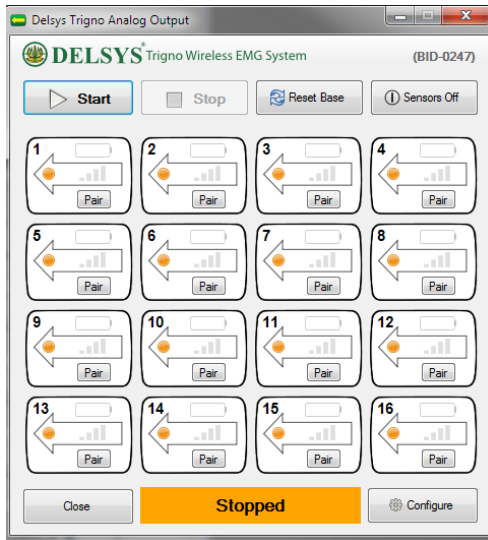 Delsys Trigno Analog Output
DELSYS® Trigno Wireless EMG System (BID-0247)
Start Stop Reset Base Sensors Off
1 2 3 4
Pair Pair Pair Pair
5 6 7 8
Pair Pair Pair Pair
9 10 11 12
Pair Pair Pair Pair
13 14 15 16
Pair Pair Pair Pair
Close Stopped Configure